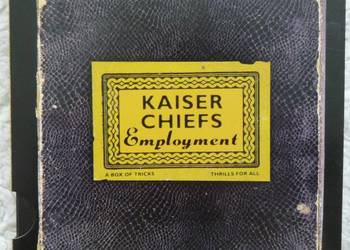 KAISER
CHIEFS
Employment
A BOX OF TRICKS THRILLS FOR ALL